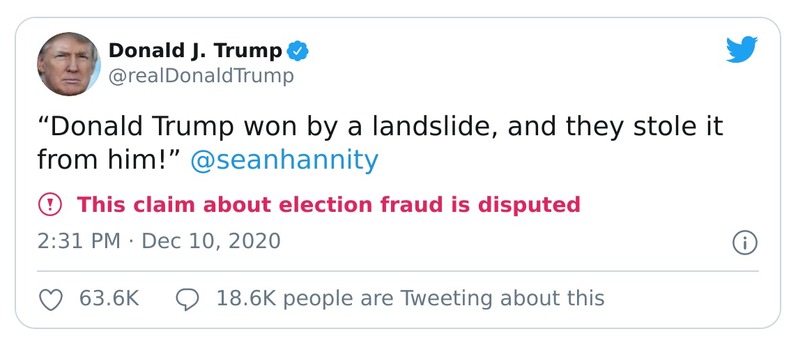 Donald J. Trump
@realDonaldTrump
“Donald Trump won by a landslide, and they stole it
from him!” @seanhannity
This claim about election fraud is disputed
2:31 PM · Dec 10, 2020
63.6K 18.6K people are Tweeting about this